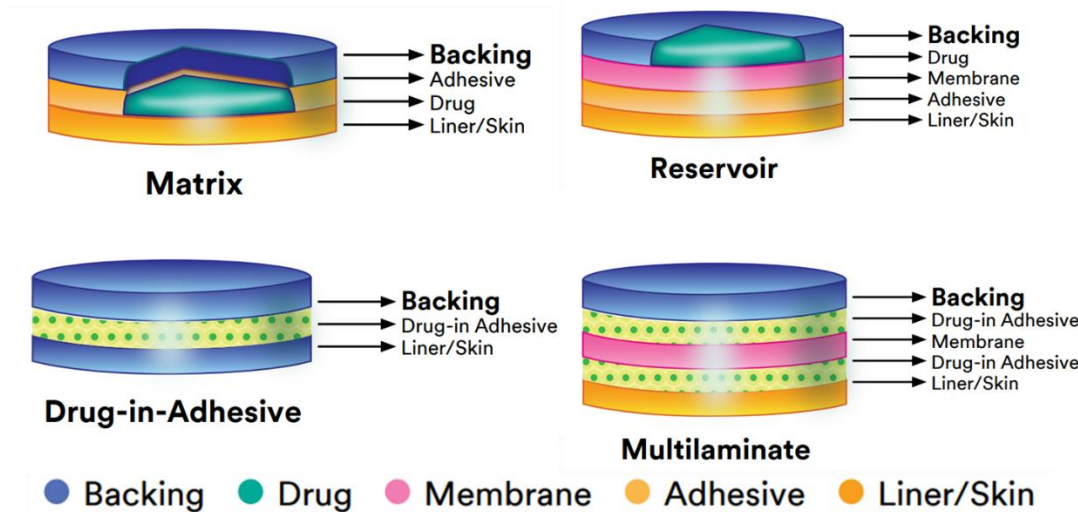 Backing
Adhesive
Drug
Liner/Skin
Matrix
Backing
Drug
Membrane
Adhesive
Liner/Skin
Reservoir
Backing
Drug-in Adhesive
Liner/Skin
Drug-in-Adhesive
Backing
Drug-in Adhesive
Membrane
Drug-in Adhesive
Liner/Skin
Multilaminate
Backing Drug Membrane Adhesive Liner/Skin